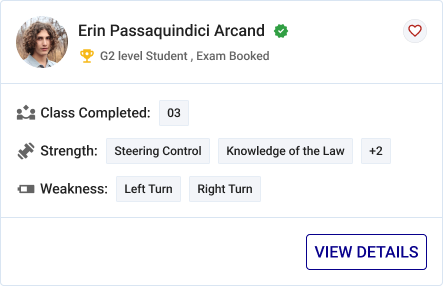 Erin Passaquindici Arcand
G2 level Student , Exam Booked
Class Completed: 03
Strength: Steering Control Knowledge of the Law +2
Weakness: Left Turn Right Turn
VIEW DETAILS